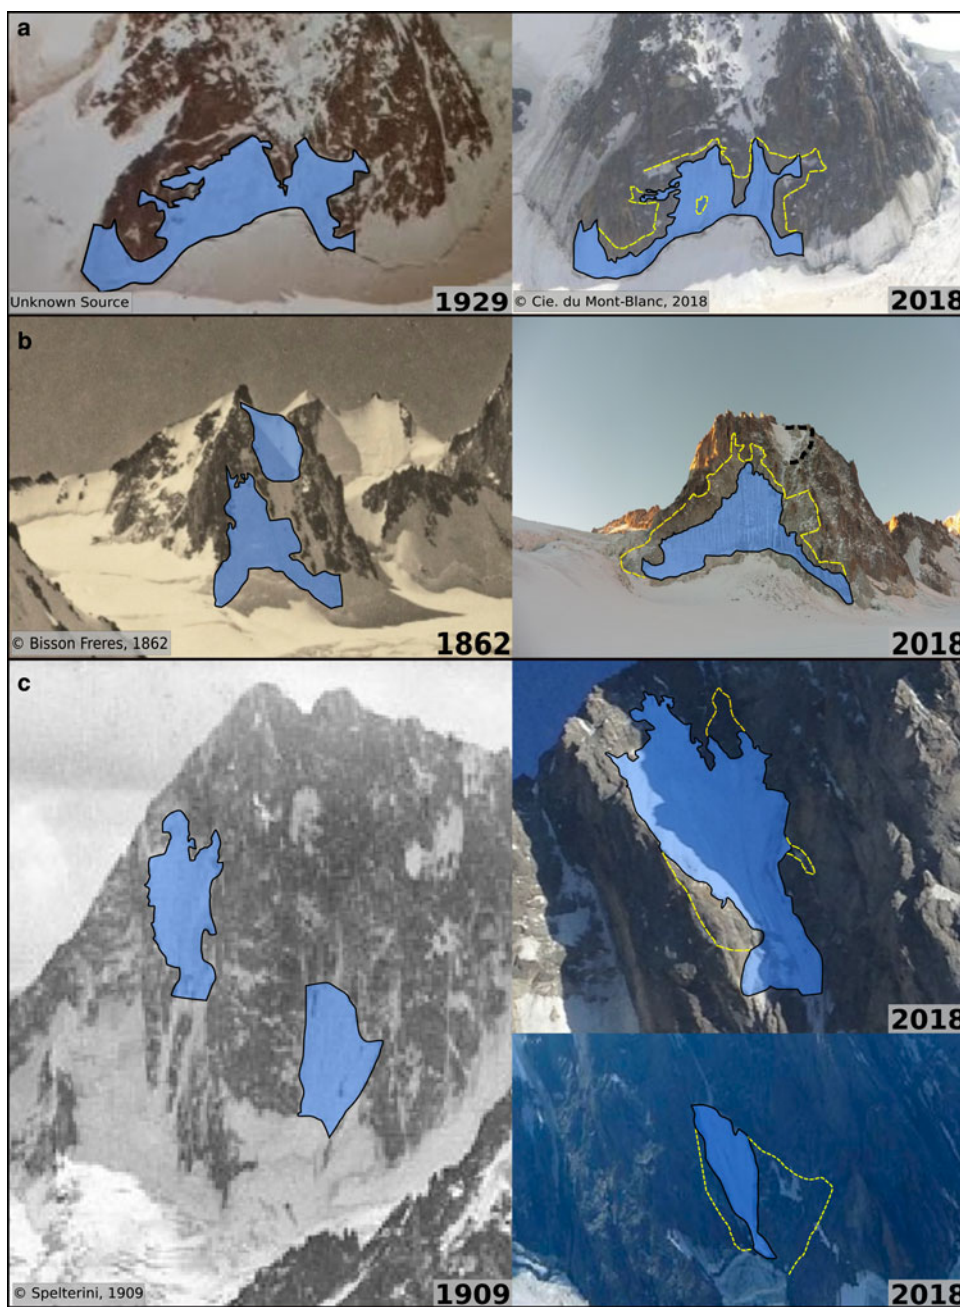 a
Unknown Source
1929
© Cie. du Mont-Blanc, 2018
2018
b
© Bisson Freres, 1862
1862
2018
c
2018
© Spelterini, 1909
1909
2018